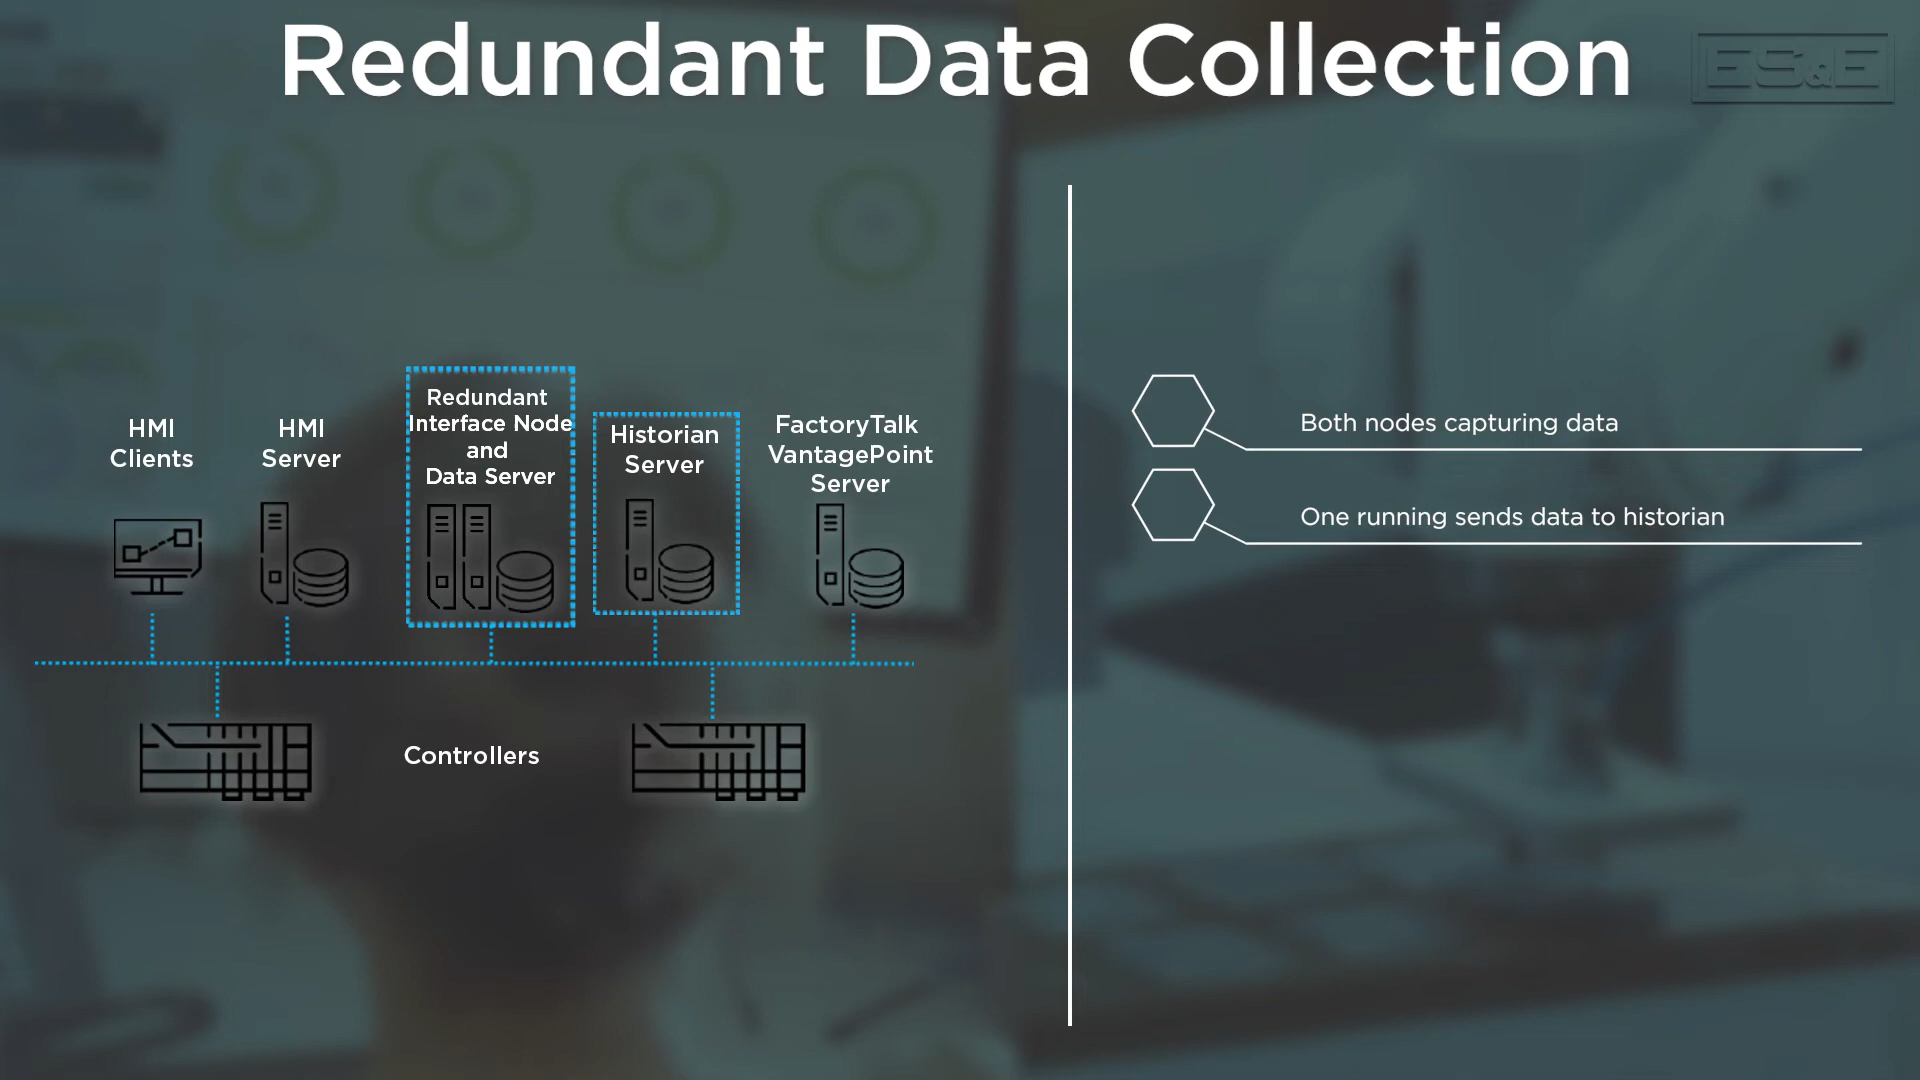 Redundant Data Collection
ES&E
HMI
Clients
HMI
Server
Redundant
Interface Node
and
Data Server
Historian
Server
FactoryTalk
VantagePoint
Server
Controllers
Both nodes capturing data
One running sends data to historian